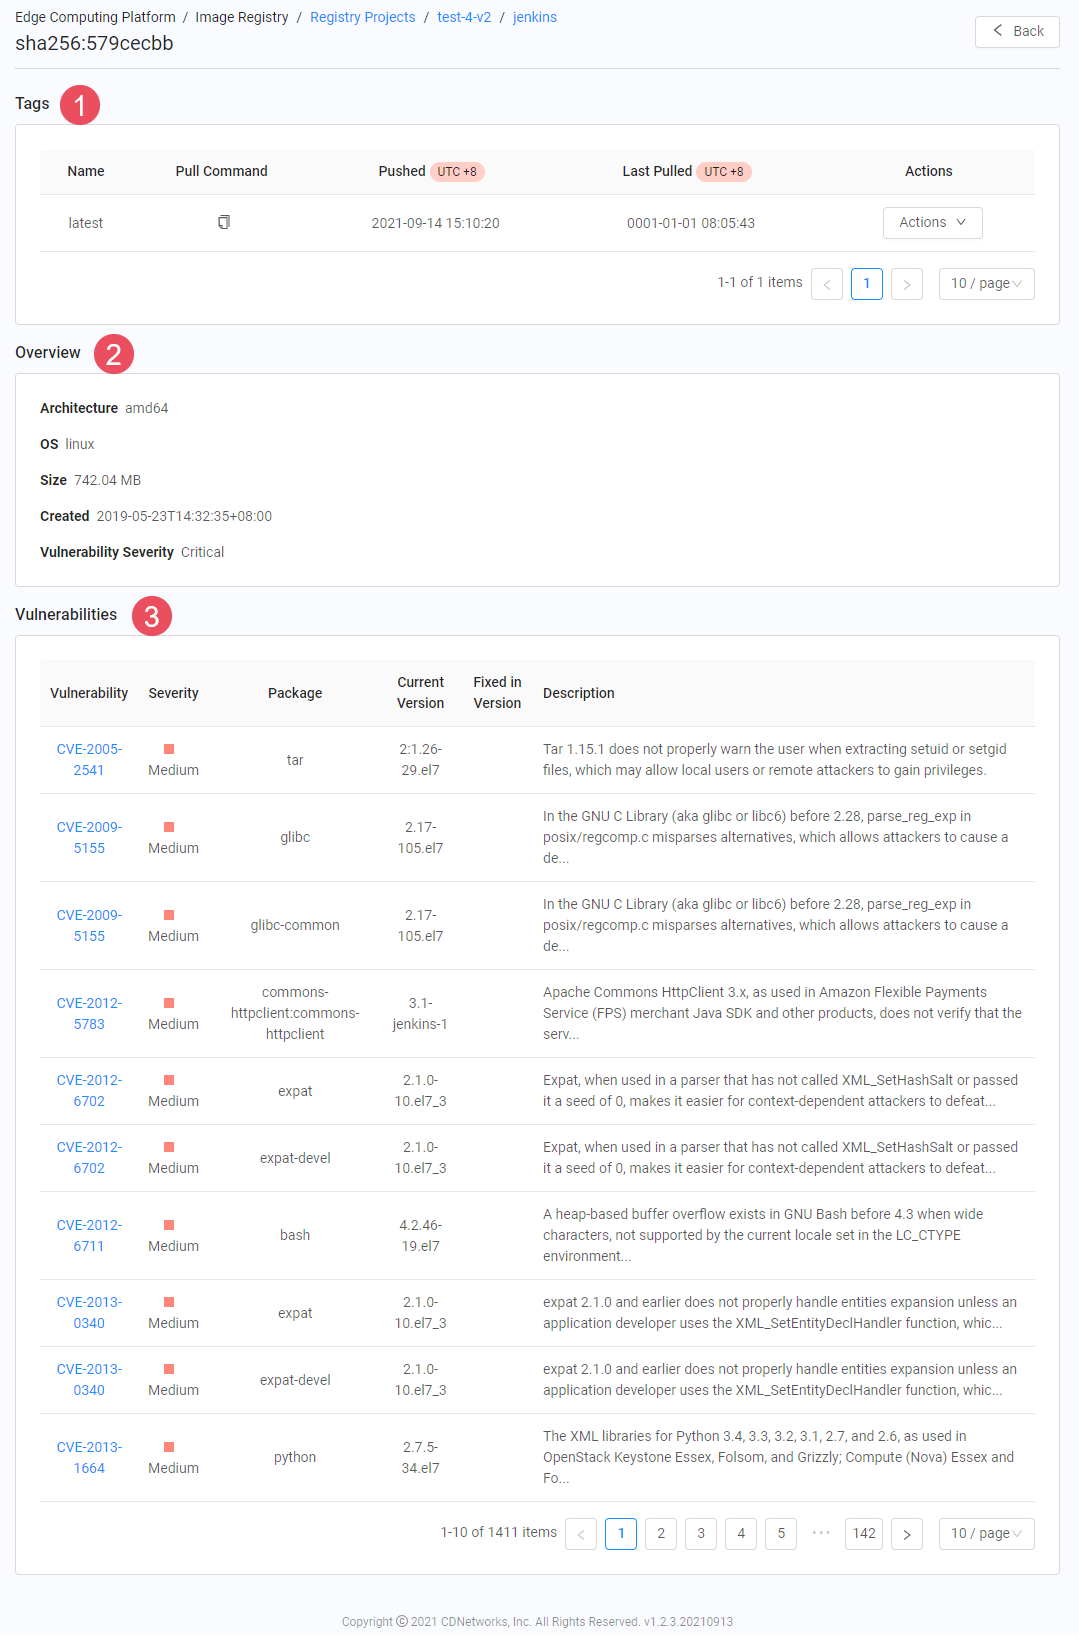 Edge Computing Platform / Image Registry / Registry Projects / test-4-v2 / jenkins
sha256:579cecbb
Back
Tags 1
Name Pull Command Pushed UTC +8 Last Pulled UTC +8 Actions
latest 2021-09-14 15:10:20 0001-01-01 08:05:43 Actions
1-1 of 1 items < 1 > 10 / page
Overview 2
Architecture amd64
OS linux
Size 742.04 MB
Created 2019-05-23T14:32:35+08:00
Vulnerability Severity Critical
Vulnerabilities 3
Vulnerability Severity Package Current Version Fixed in Version Description
CVE-2005-
2541
Medium
tar
2:1.26-
29.el7
Tar 1.15.1 does not properly warn the user when extracting setuid or setgid
files, which may allow local users or remote attackers to gain privileges.
CVE-2009-
5155
Medium
glibc
2.17-
105.el7
In the GNU C Library (aka glibc or libc6) before 2.28, parse_reg_exp in
posix/regcomp.c misparses alternatives, which allows attackers to cause a
de...
CVE-2009-
5155
Medium
glibc-common
2.17-
105.el7
In the GNU C Library (aka glibc or libc6) before 2.28, parse_reg_exp in
posix/regcomp.c misparses alternatives, which allows attackers to cause a
de...
CVE-2012-
5783
Medium
commons-
httpclient:commons-
httpclient
3.1-
jenkins-1
Apache Commons HttpClient 3.x, as used in Amazon Flexible Payments
Service (FPS) merchant Java SDK and other products, does not verify that the
serv...
CVE-2012-
6702
Medium
expat
2.1.0-
10.el7_3
Expat, when used in a parser that has not called XML_SetHashSalt or passed
it a seed of 0, makes it easier for context-dependent attackers to defeat...
CVE-2012-
6702
Medium
expat-devel
2.1.0-
10.el7_3
Expat, when used in a parser that has not called XML_SetHashSalt or passed
it a seed of 0, makes it easier for context-dependent attackers to defeat...
CVE-2012-
6711
Medium
bash
4.2.46-
19.el7
A heap-based buffer overflow exists in GNU Bash before 4.3 when wide
characters, not supported by the current locale set in the LC_CTYPE
environment...
CVE-2013-
0340
Medium
expat
2.1.0-
10.el7_3
expat 2.1.0 and earlier does not properly handle entities expansion unless an
application developer uses the XML_SetEntityDeclHandler function, whic...
CVE-2013-
0340
Medium
expat-devel
2.1.0-
10.el7_3
expat 2.1.0 and earlier does not properly handle entities expansion unless an
application developer uses the XML_SetEntityDeclHandler function, whic...
CVE-2013-
1664
Medium
python
2.7.5-
34.el7
The XML libraries for Python 3.4, 3.3, 3.2, 3.1, 2.7, and 2.6, as used in
OpenStack Keystone Essex, Folsom, and Grizzly; Compute (Nova) Essex and
Fo...
1-10 of 1411 items < 1 2 3 4 5 ··· 142 > 10 / page
Copyright © 2021 CDNetworks, Inc. All Rights Reserved. v1.2.3.20210913